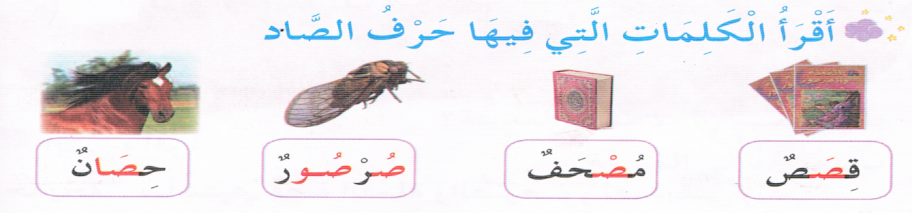 أَقْرَأُ الْكَلِمَاتِ الَّتِي فِيهَا حَرْفُ الصَّاد
قِصَصٌ مُصْحَفٌ صُرْصُورٌ حِصَانٌ